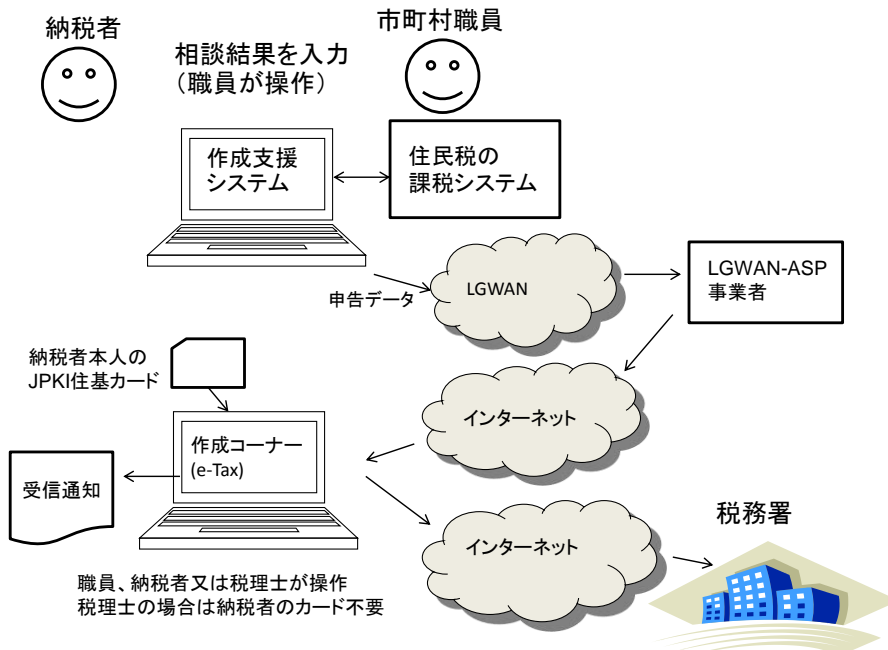 納税者
市町村職員
相談結果を入力
（職員が操作）
作成支援
システム
住民税の
課税システム
申告データ
LGWAN
LGWAN-ASP
事業者
納税者本人の
JPKI住基カード
インターネット
作成コーナー
(e-Tax)
受信通知
インターネット
税務署
職員、納税者又は税理士が操作
税理士の場合は納税者のカード不要